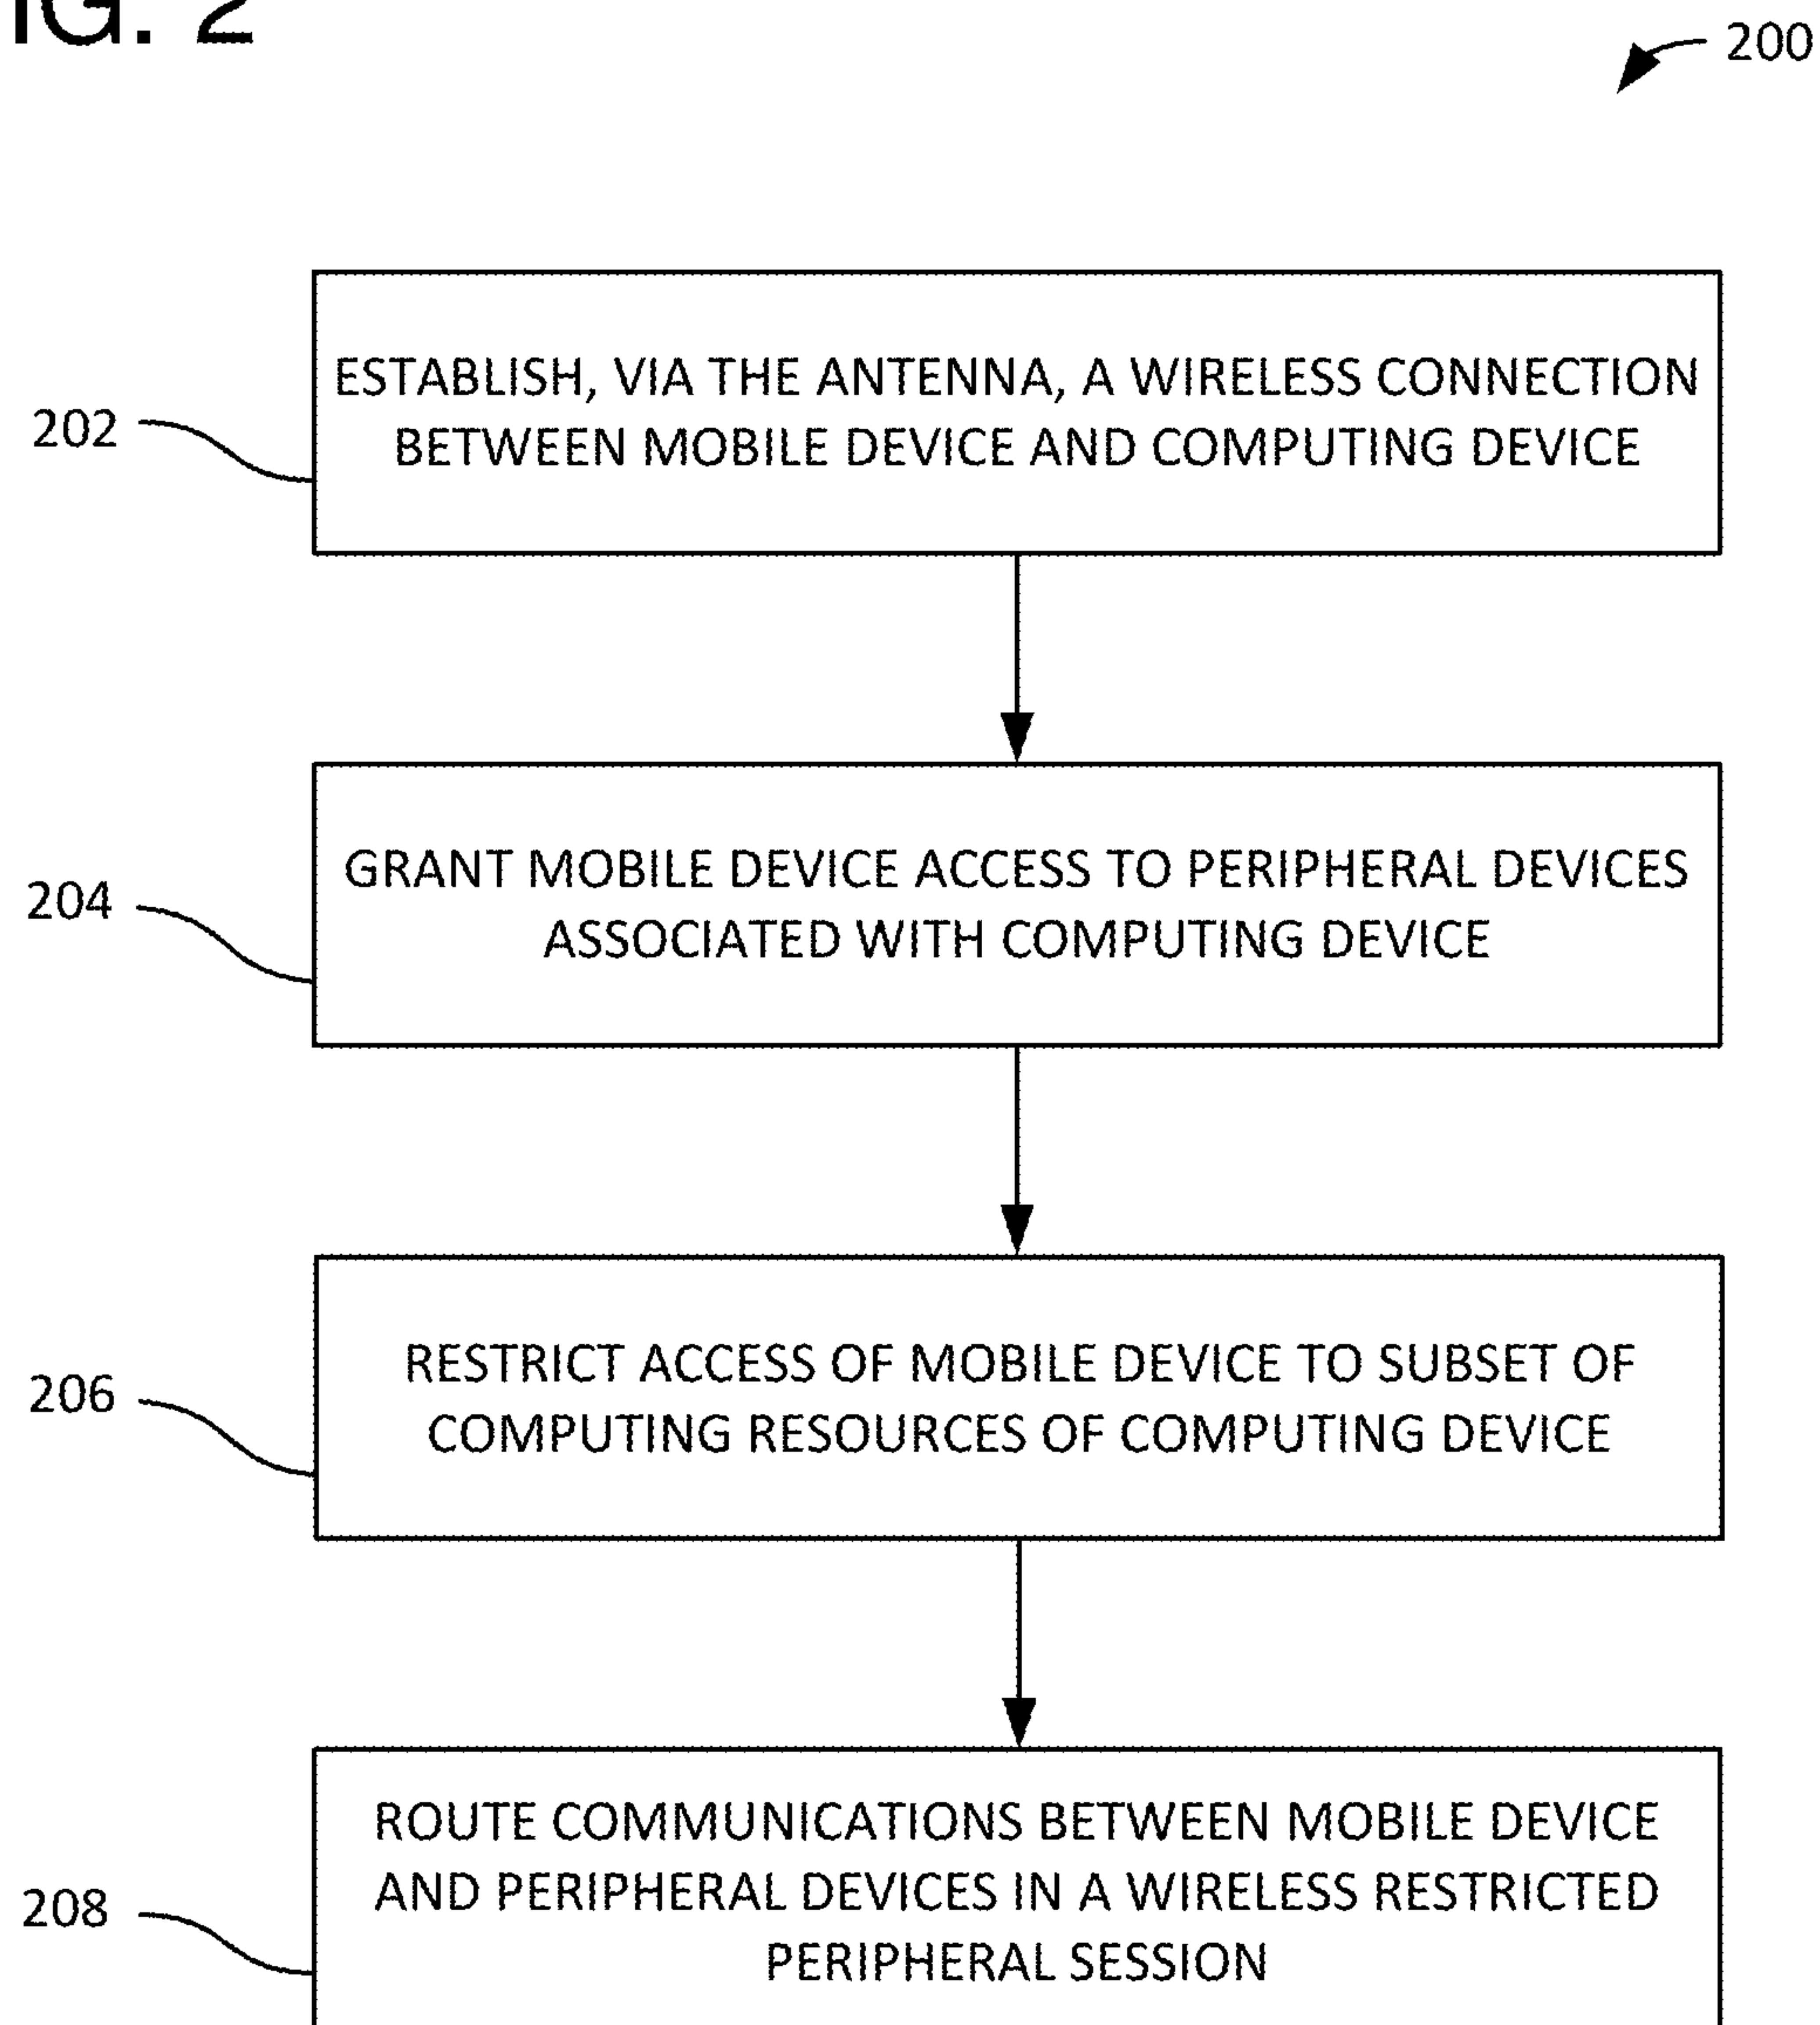 IG. 2
200
202
ESTABLISH, VIA THE ANTENNA, A WIRELESS CONNECTION
BETWEEN MOBILE DEVICE AND COMPUTING DEVICE
204
GRANT MOBILE DEVICE ACCESS TO PERIPHERAL DEVICES
ASSOCIATED WITH COMPUTING DEVICE
206
RESTRICT ACCESS OF MOBILE DEVICE TO SUBSET OF
COMPUTING RESOURCES OF COMPUTING DEVICE
208
ROUTE COMMUNICATIONS BETWEEN MOBILE DEVICE
AND PERIPHERAL DEVICES IN A WIRELESS RESTRICTED
PERIPHERAL SESSION